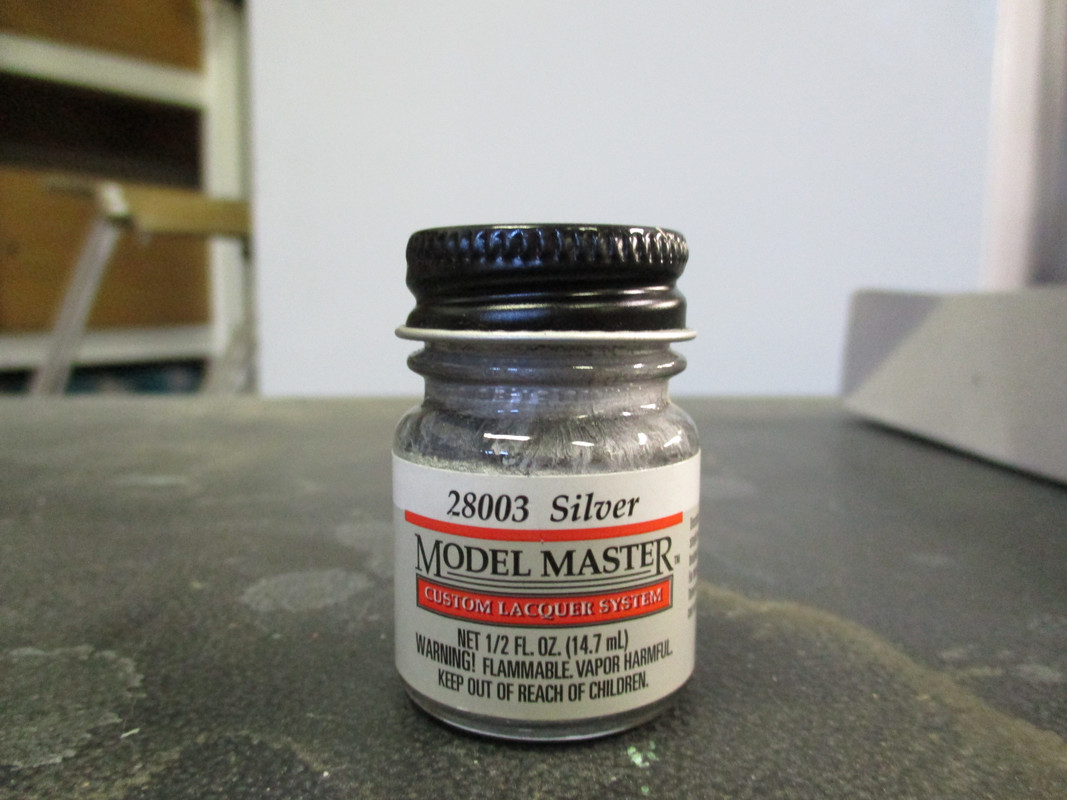 28003 Silver
MODEL MASTER™
CUSTOM LACQUER SYSTEM
NET 1/2 FL. OZ. (14.7 mL)
WARNING! FLAMMABLE. VAPOR HARMFUL.
KEEP OUT OF REACH OF CHILDREN.